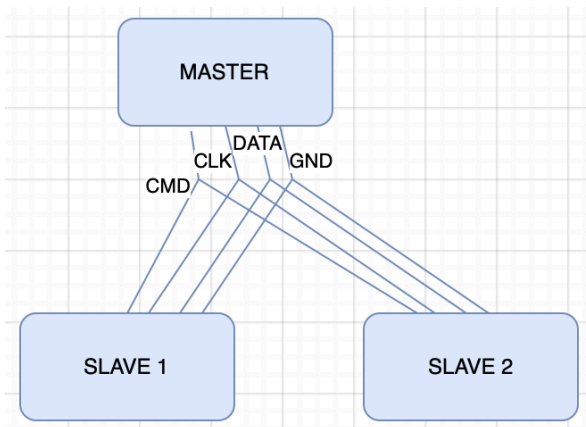 MASTER
DATA
CLK
GND
CMD
SLAVE 1
SLAVE 2